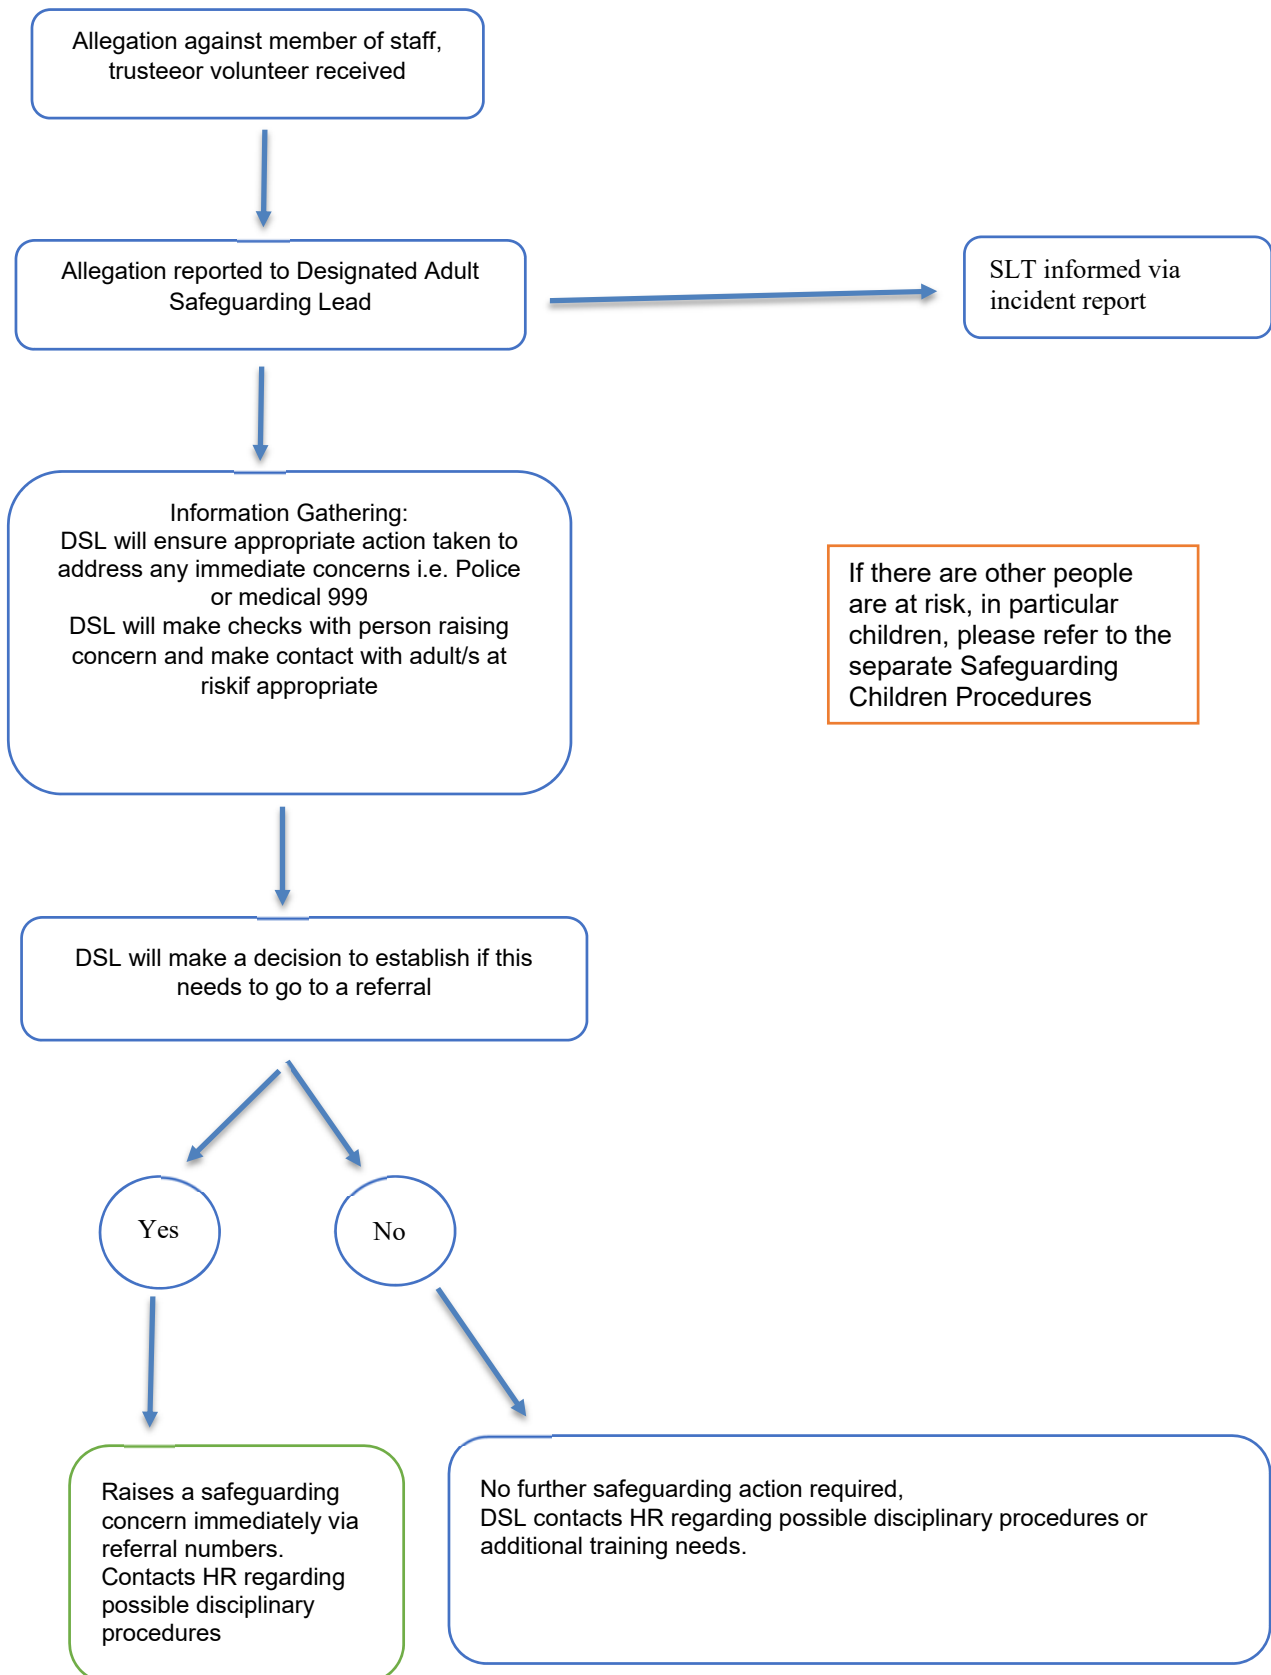 Allegation against member of staff,
trusteeor volunteer received
Allegation reported to Designated Adult
Safeguarding Lead
SLT informed via
incident report
Information Gathering:
DSL will ensure appropriate action taken to
address any immediate concerns i.e. Police
or medical 999
DSL will make checks with person raising
concern and make contact with adult/s at
riskif appropriate
If there are other people
are at risk, in particular
children, please refer to the
separate Safeguarding
Children Procedures
DSL will make a decision to establish if this
needs to go to a referral
Yes
No
Raises a safeguarding
concern immediately via
referral numbers.
Contacts HR regarding
possible disciplinary
procedures
No further safeguarding action required,
DSL contacts HR regarding possible disciplinary procedures or
additional training needs.